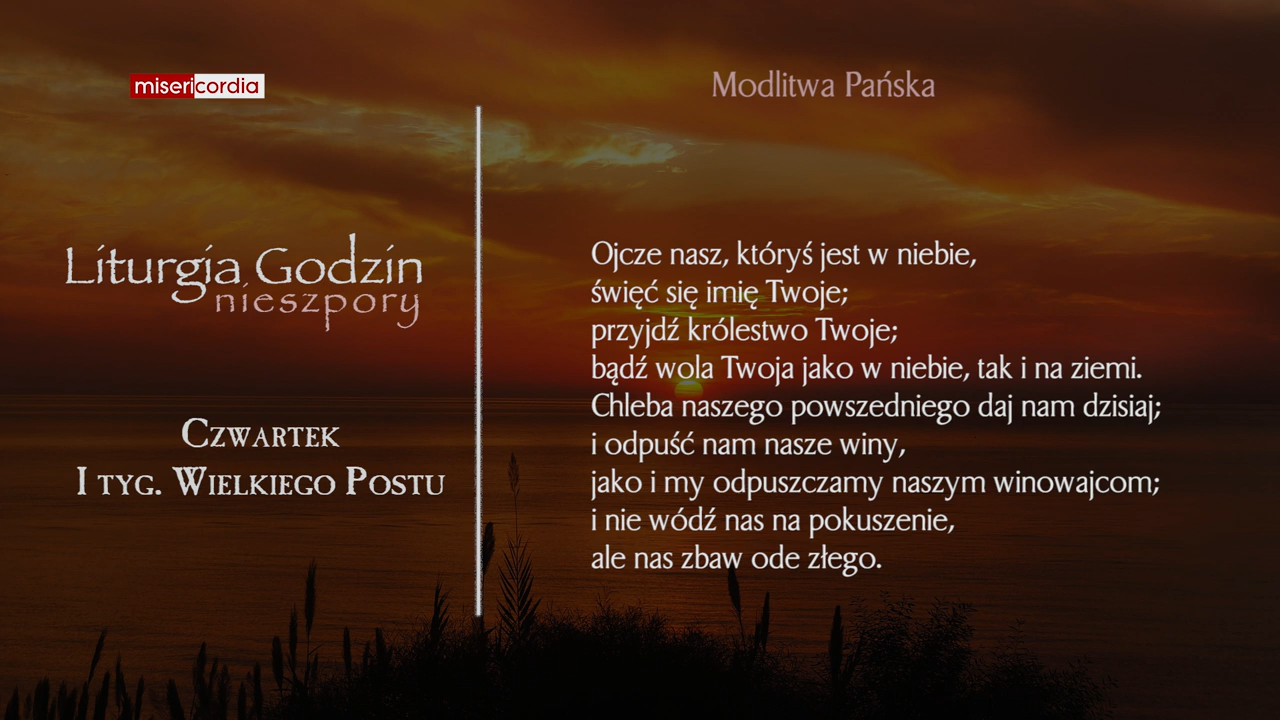 misericordia
Liturgia Godzin
nieszpory
Czwartek
I tyg. Wielkiego Postu
Modlitwa Pańska
Ojcze nasz, któryś jest w niebie,
święć się imię Twoje;
przyjdź królestwo Twoje;
bądź wola Twoja jako w niebie, tak i na ziemi.
Chleba naszego powszedniego daj nam dzisiaj;
i odpuść nam nasze winy,
jako i my odpuszczamy naszym winowajcom;
i nie wódź nas na pokuszenie,
ale nas zbaw ode złego.